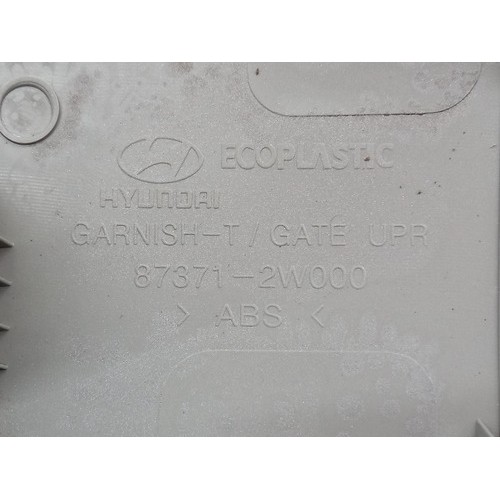 ECOPLASTIC
HYUNDAI
GARNISH-T/GATE UPR
87371-2W000
> ABS <